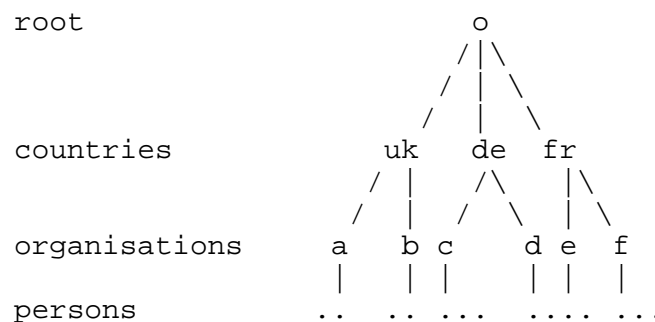 root o
countries uk de fr
organisations a b c d e f
persons .. .. ... .... ...